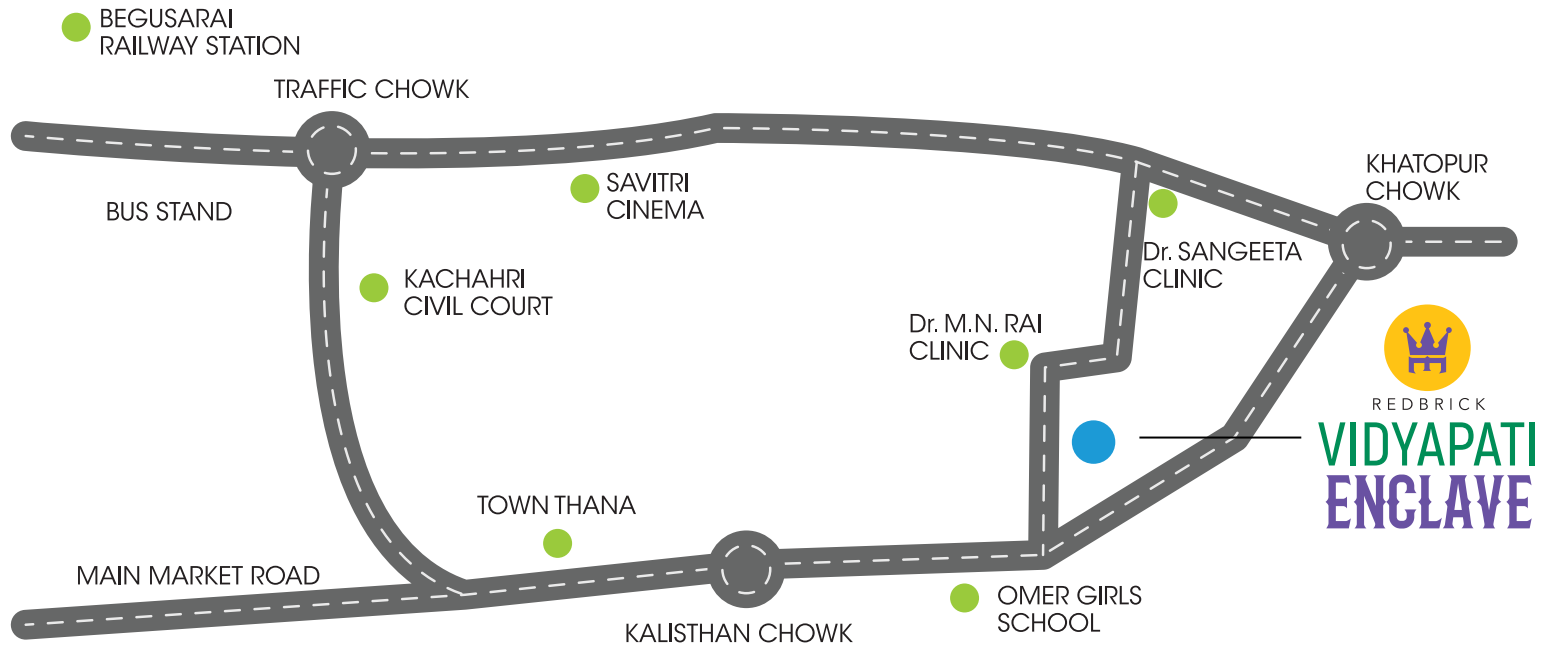 BEGUSARAI
RAILWAY STATION
TRAFFIC CHOWK
KHATOPUR
CHOWK
SAVITRI
CINEMA
BUS STAND
Dr. SANGEETA
CLINIC
KACHAHRI
CIVIL COURT
Dr. M.N. RAI
CLINIC
REDBRICK
VIDYAPATI
ENCLAVE
TOWN THANA
MAIN MARKET ROAD
OMER GIRLS
SCHOOL
KALISTHAN CHOWK